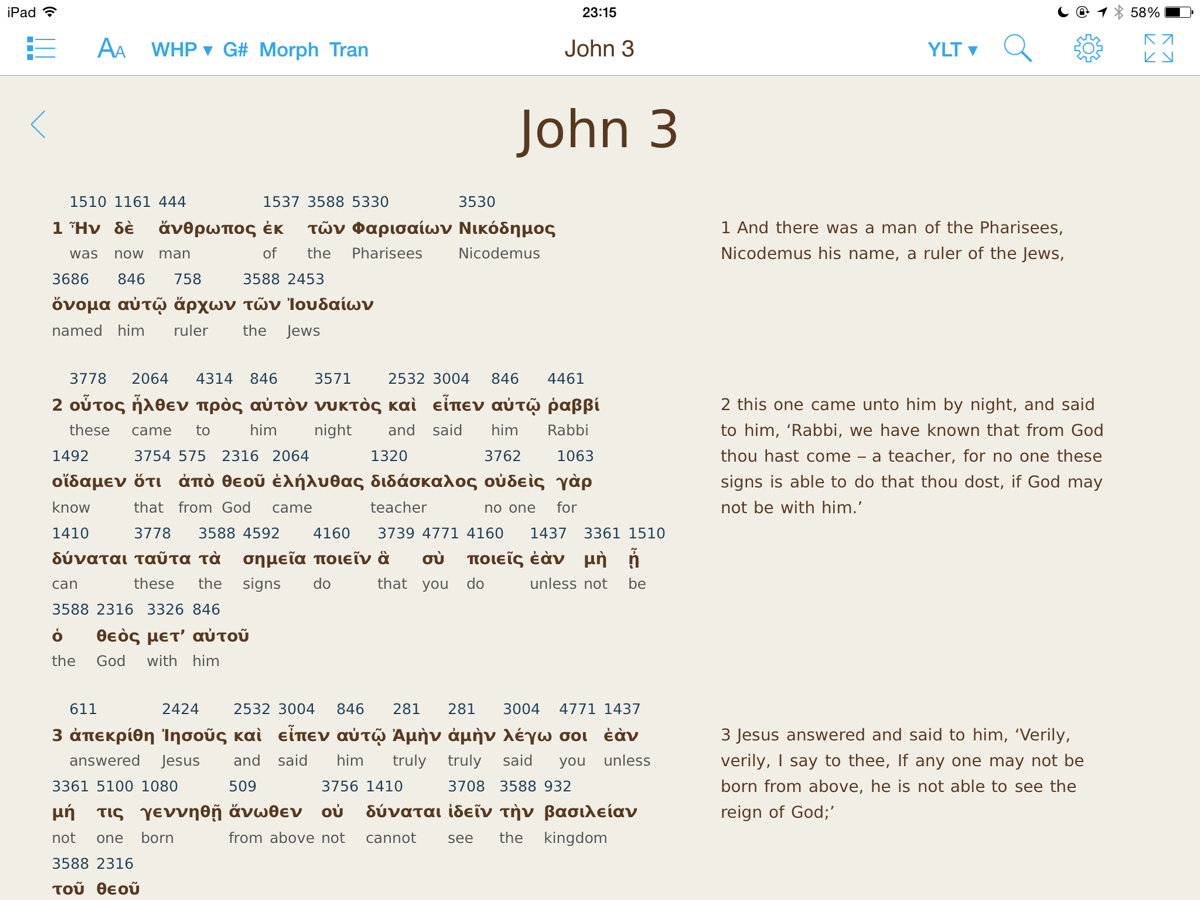 iPad 23:15 58%
AA WHP ▾ G# Morph Tran John 3 YLT ▾
John 3
1510 1161 444 1537 3588 5330 3530
1 Ἦν δὲ ἄνθρωπος ἐκ τῶν Φαρισαίων Νικόδημος
was now man of the Pharisees Nicodemus
3686 846 758 3588 2453
ὄνομα αὐτῷ ἄρχων τῶν Ἰουδαίων
named him ruler the Jews
1 And there was a man of the Pharisees,
Nicodemus his name, a ruler of the Jews,
3778 2064 4314 846 3571 2532 3004 846 4461
2 οὗτος ἦλθεν πρὸς αὐτὸν νυκτὸς καὶ εἶπεν αὐτῷ ῥαββί
these came to him night and said him Rabbi
1492 3754 575 2316 2064 1320 3762 1063
οἴδαμεν ὅτι ἀπὸ θεοῦ ἐλήλυθας διδάσκαλος οὐδεὶς γὰρ
know that from God came teacher no one for
1410 3778 3588 4592 4160 3739 4771 4160 1437 3361 1510
δύναται ταῦτα τὰ σημεῖα ποιεῖν ἃ σὺ ποιεῖς ἐὰν μὴ ᾖ
can these the signs do that you do unless not be
3588 2316 3326 846
ὁ θεὸς μετ’ αὐτοῦ
the God with him
2 this one came unto him by night, and said
to him, ‘Rabbi, we have known that from God
thou hast come – a teacher, for no one these
signs is able to do that thou dost, if God may
not be with him.’
611 2424 2532 3004 846 281 281 3004 4771 1437
3 ἀπεκρίθη Ἰησοῦς καὶ εἶπεν αὐτῷ Ἀμὴν ἀμὴν λέγω σοι ἐὰν
answered Jesus and said him truly truly said you unless
3361 5100 1080 509 3756 1410 3708 3588 932
μή τις γεννηθῇ ἄνωθεν οὐ δύναται ἰδεῖν τὴν βασιλείαν
not one born from above not cannot see the kingdom
3588 2316
τοῦ θεοῦ
3 Jesus answered and said to him, ‘Verily,
verily, I say to thee, If any one may not be
born from above, he is not able to see the
reign of God;’